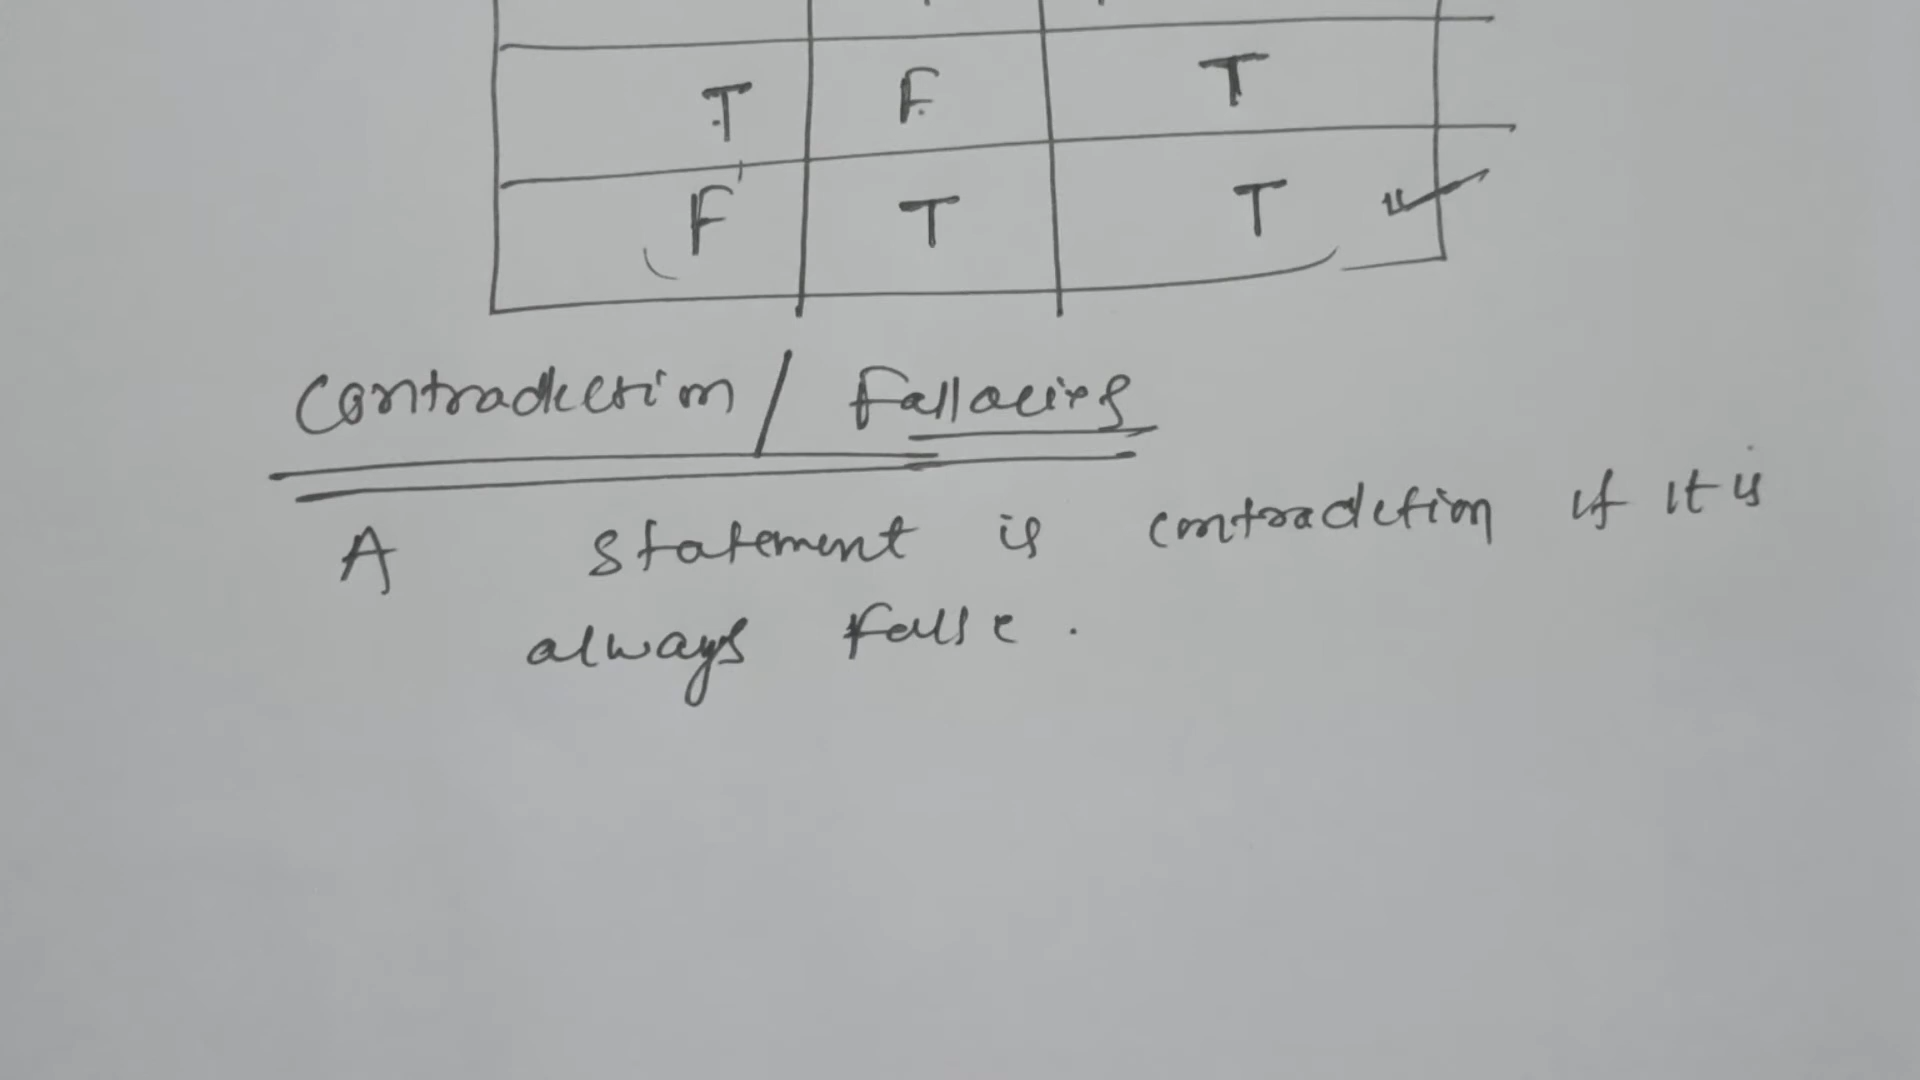 T F T
F T T
Contradiction / Fallacies
A statement is contradiction if it is
always false.